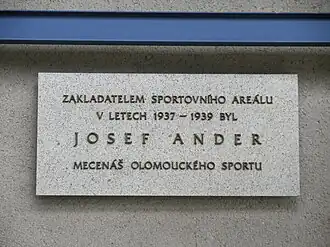 ZAKLADATELEM SPORTOVNÍHO AREÁLU
V LETECH 1937 - 1939 BYL
JOSEF ANDER
MECENÁŠ OLOMOUCKÉHO SPORTU